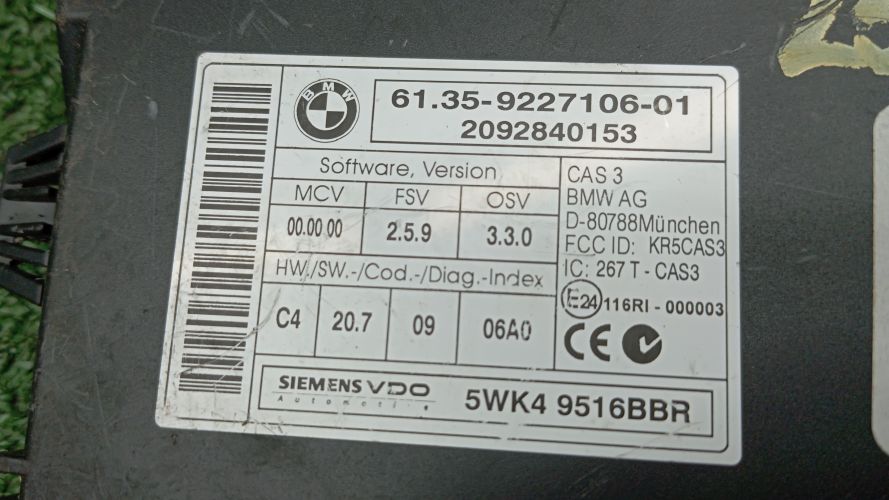 BMW
61.35-9227106-01
2092840153
Software, Version
MCV FSV OSV
00.00 00 2.5.9 3.3.0
HW./SW.-/Cod.-/Diag.-Index
C4 20.7 09 06A0
CAS 3
BMW AG
D-80788München
FCC ID: KR5CAS3
IC: 267 T - CAS3
E24 116RI - 000003
CE
SIEMENS VDO
Automotive
5WK4 9516BBR